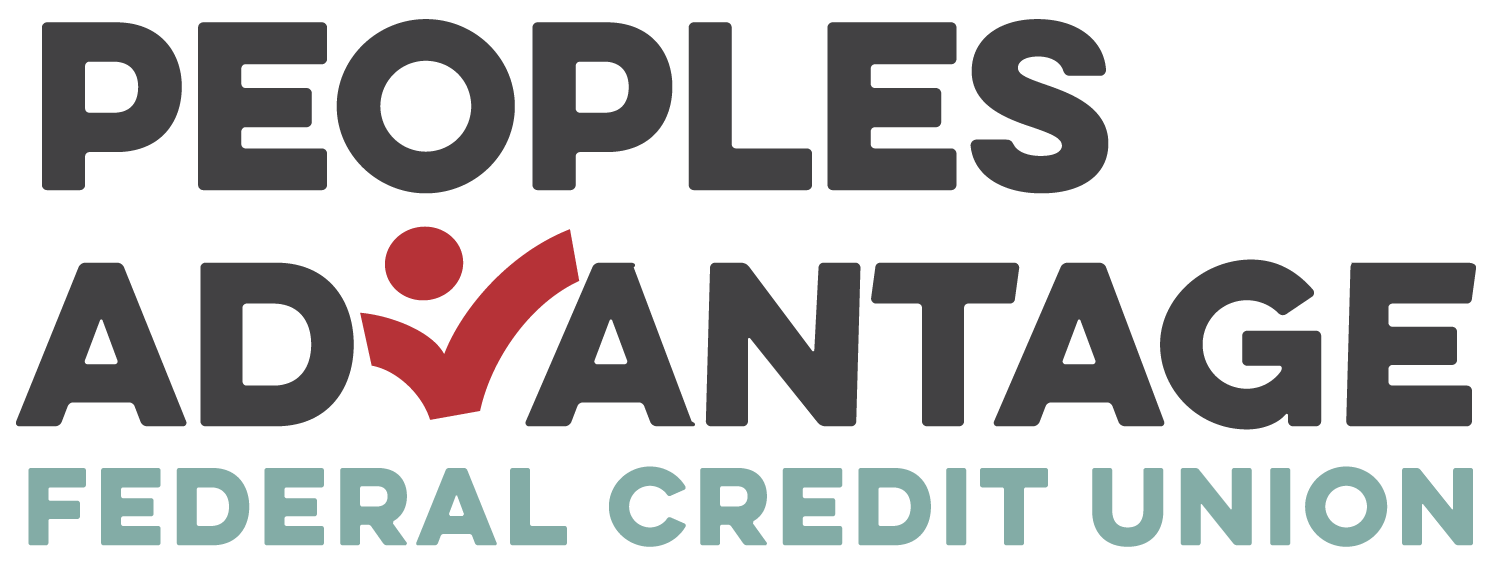 PEOPLES
ADVANTAGE
FEDERAL CREDIT UNION